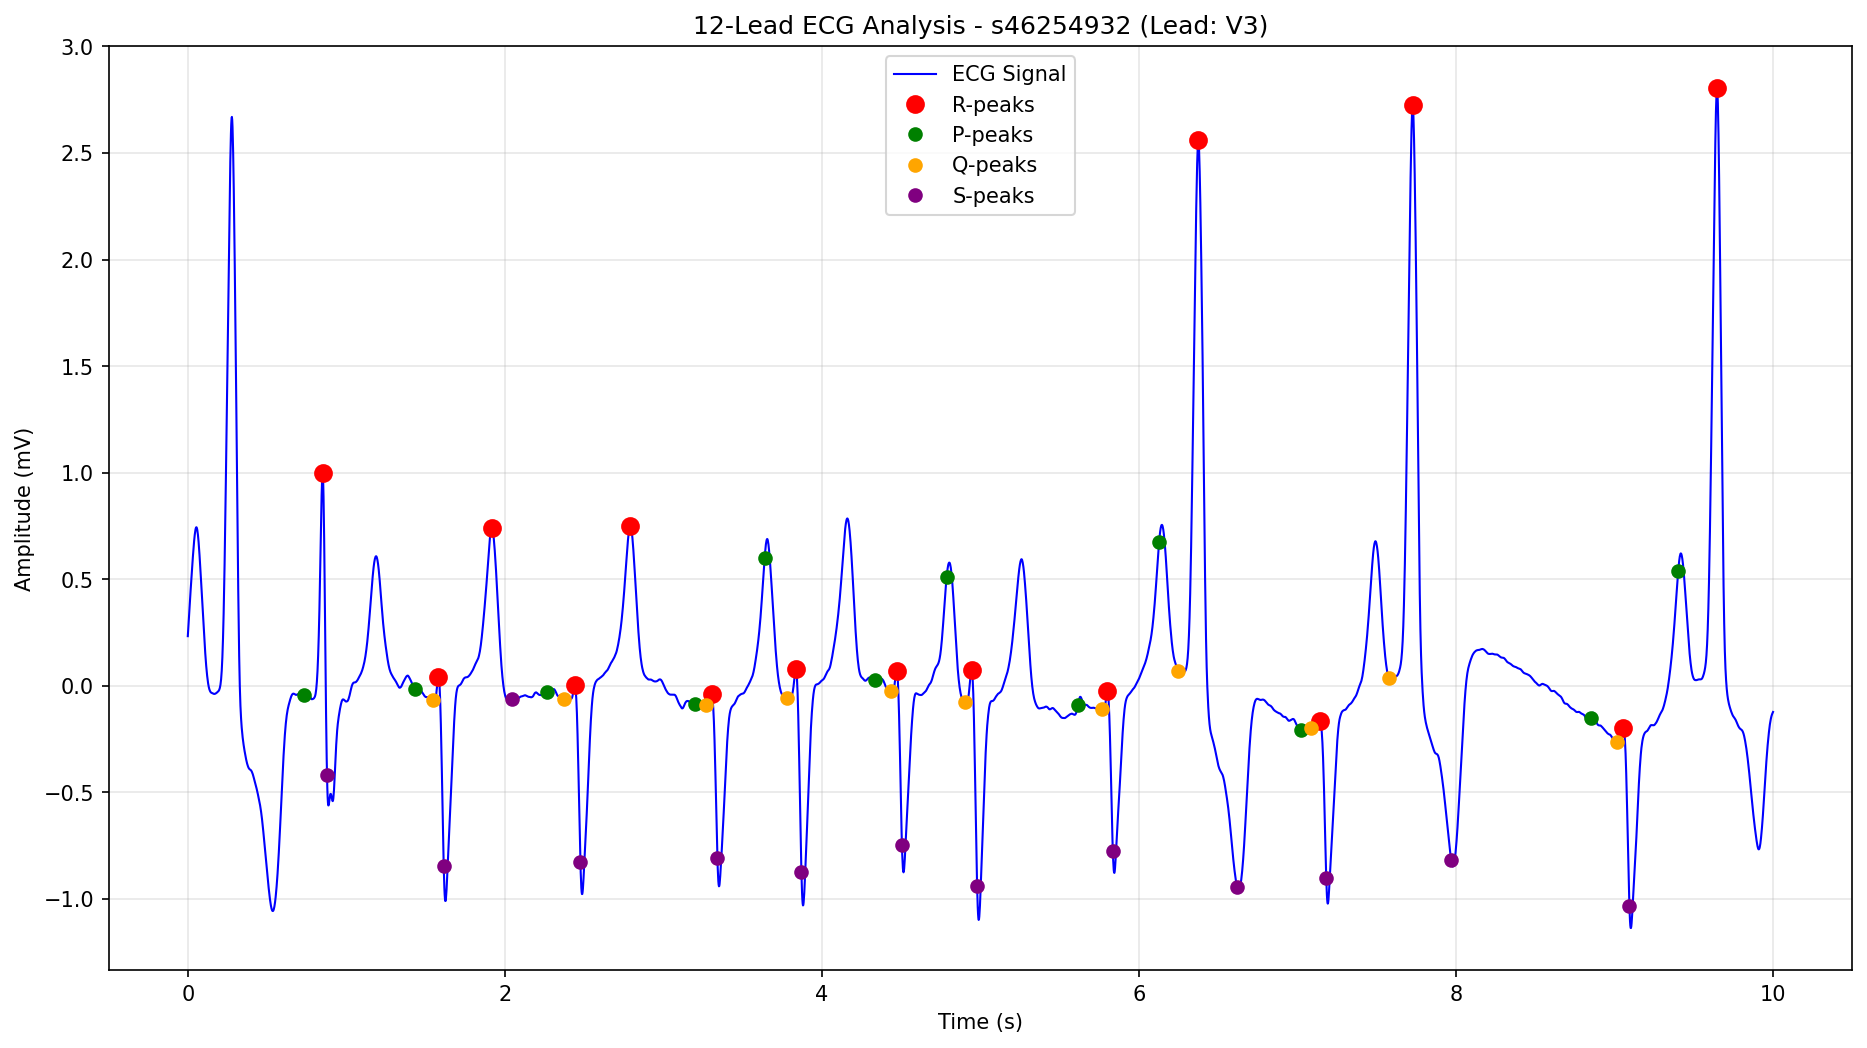 12-Lead ECG Analysis - s46254932 (Lead: V3)
ECG Signal
R-peaks
P-peaks
Q-peaks
S-peaks
Amplitude (mV)
3.0
2.5
2.0
1.5
1.0
0.5
0.0
−0.5
−1.0
0 2 4 6 8 10
Time (s)